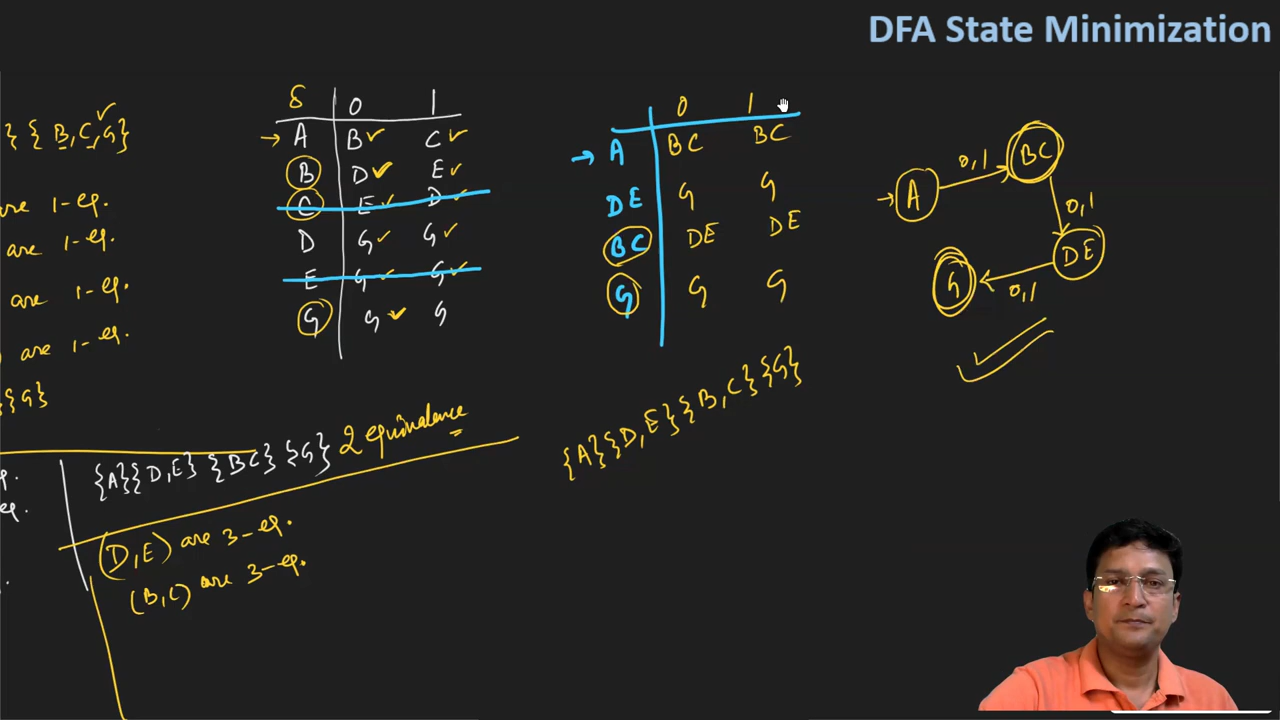 DFA State Minimization
} { B, C, G}
are 1-eq.
are 1-eq.
are 1-eq.
) are 1-eq.
}{G}
eq.
eq.
δ 0 1
→ A B✓ C✓
B D✓ E✓
C E✓ D✓
D G✓ G✓
E G✓ G✓
G G✓ G
{A}{D,E} {BC} {G} 2 equivalence
(D,E) are 3-eq.
(B,C) are 3-eq.
0 1
→ A BC BC
DE G G
BC DE DE
G G G
{A}{D,E}{B,C}{G}
→ A 0,1 BC
0,1
G 0,1 DE